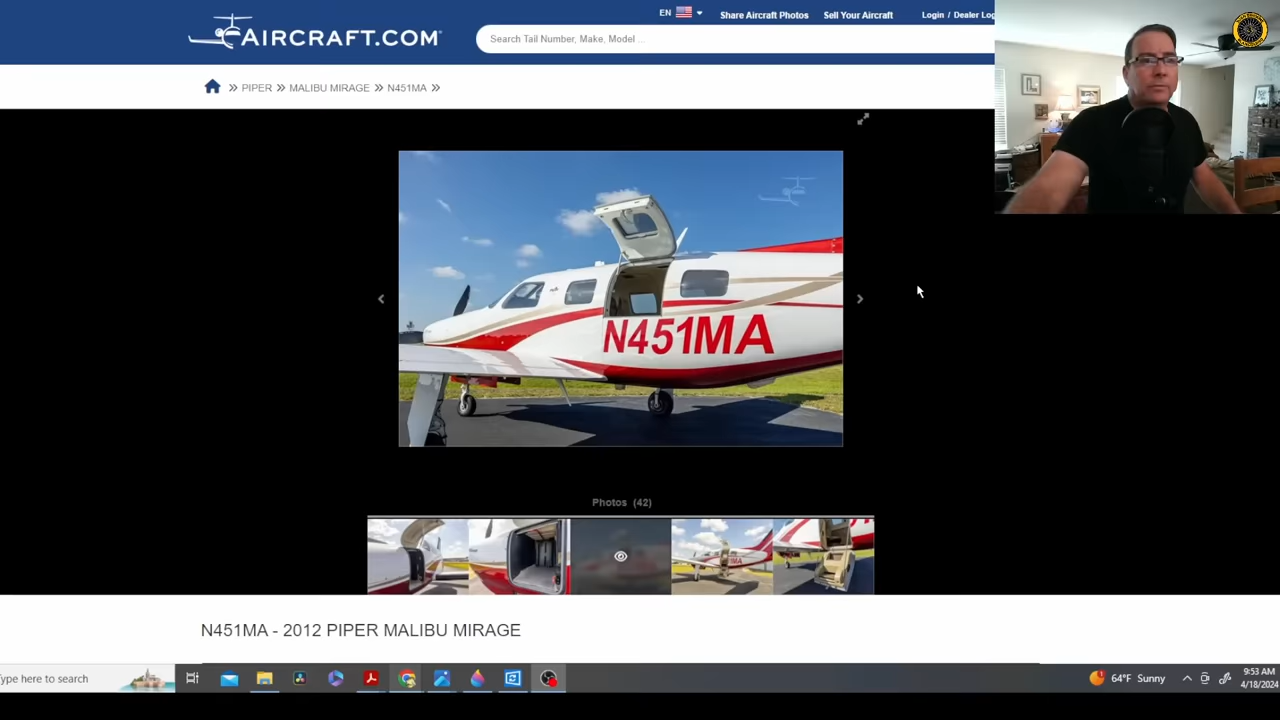 EN
Share Aircraft Photos
Sell Your Aircraft
Login / Dealer Log
AIRCRAFT.COM
Search Tail Number, Make, Model ...
» PIPER » MALIBU MIRAGE » N451MA »
N451MA
Photos (42)
N451MA - 2012 PIPER MALIBU MIRAGE
Type here to search
64°F Sunny
9:53 AM
4/18/2024